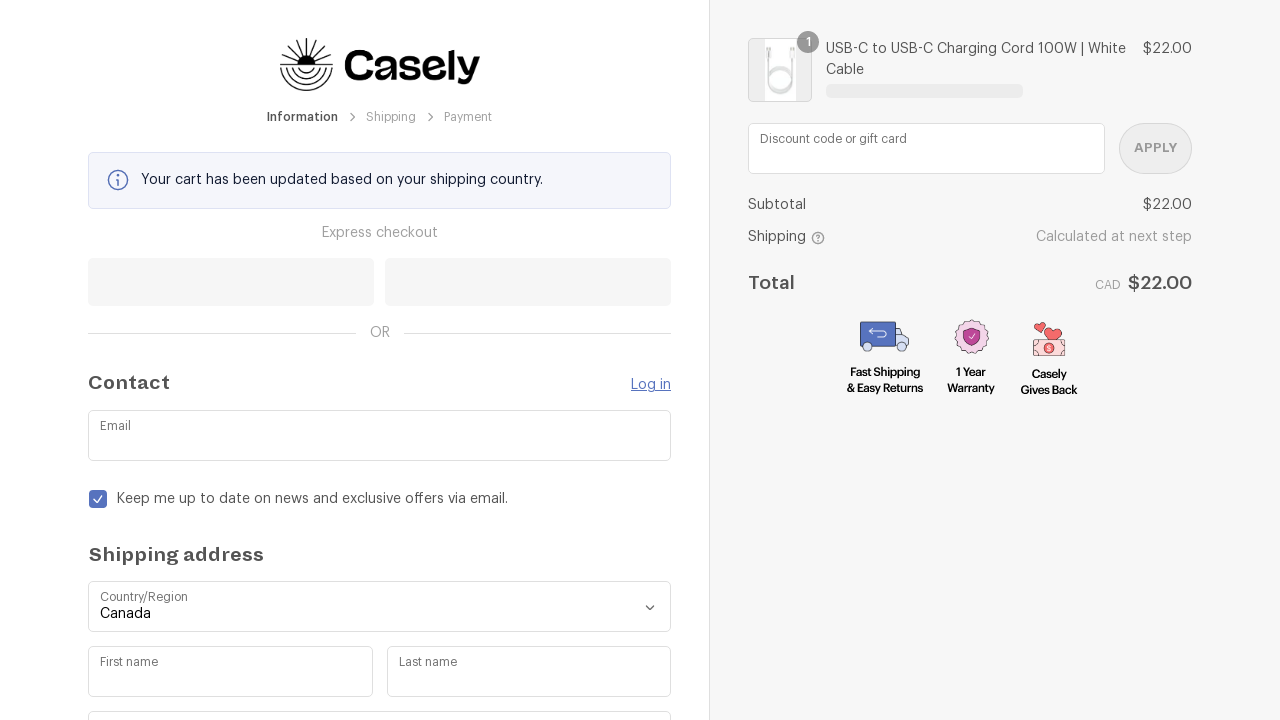 Casely
Information
Shipping
Payment
Your cart has been updated based on your shipping country.
Express checkout
OR
Contact
Log in
Email
Keep me up to date on news and exclusive offers via email.
Shipping address
Country/Region
Canada
First name
Last name
1
USB-C to USB-C Charging Cord 100W | White
Cable
$22.00
Discount code or gift card
APPLY
Subtotal
$22.00
Shipping
Calculated at next step
Total
CAD $22.00
Fast Shipping
& Easy Returns
1 Year
Warranty
Casely
Gives Back